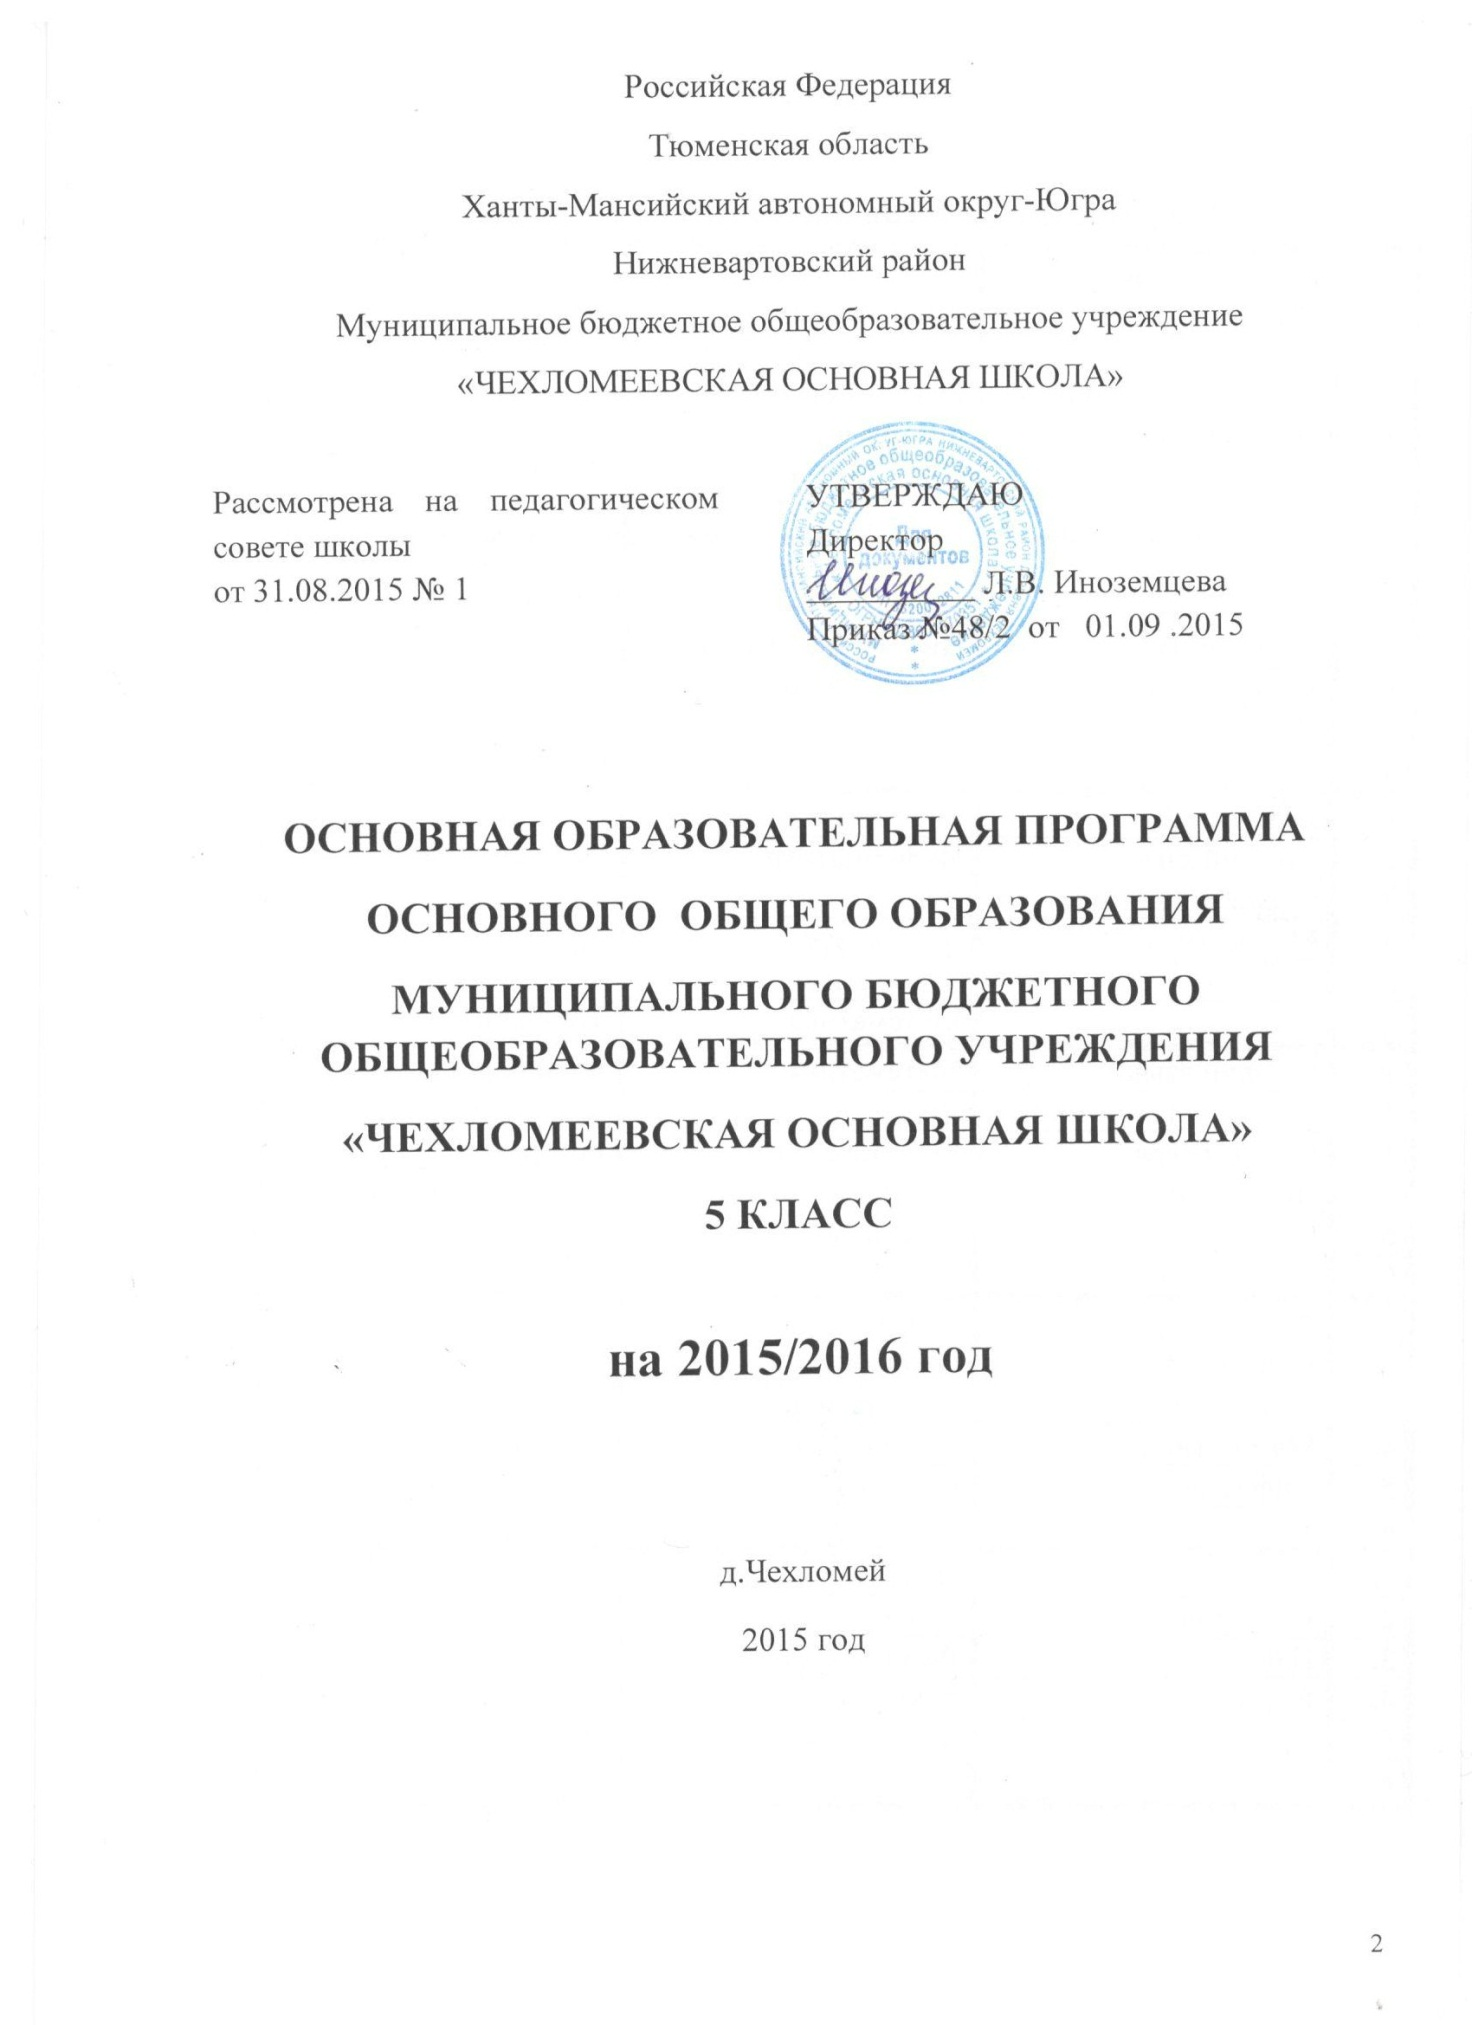 Российская Федерация
Тюменская область
Ханты-Мансийский автономный округ-Югра
Нижневартовский район
Муниципальное бюджетное общеобразовательное учреждение
«ЧЕХЛОМЕЕВСКАЯ ОСНОВНАЯ ШКОЛА»
Рассмотрена на педагогическом
совете школы
от 31.08.2015 № 1
УТВЕРЖДАЮ
Директор
Л.В. Иноземцева
Приказ №48/2 от 01.09 .2015
Для
документов
ОСНОВНАЯ ОБРАЗОВАТЕЛЬНАЯ ПРОГРАММА
ОСНОВНОГО ОБЩЕГО ОБРАЗОВАНИЯ
МУНИЦИПАЛЬНОГО БЮДЖЕТНОГО
ОБЩЕОБРАЗОВАТЕЛЬНОГО УЧРЕЖДЕНИЯ
«ЧЕХЛОМЕЕВСКАЯ ОСНОВНАЯ ШКОЛА»
5 КЛАСС
на 2015/2016 год
д.Чехломей
2015 год
2